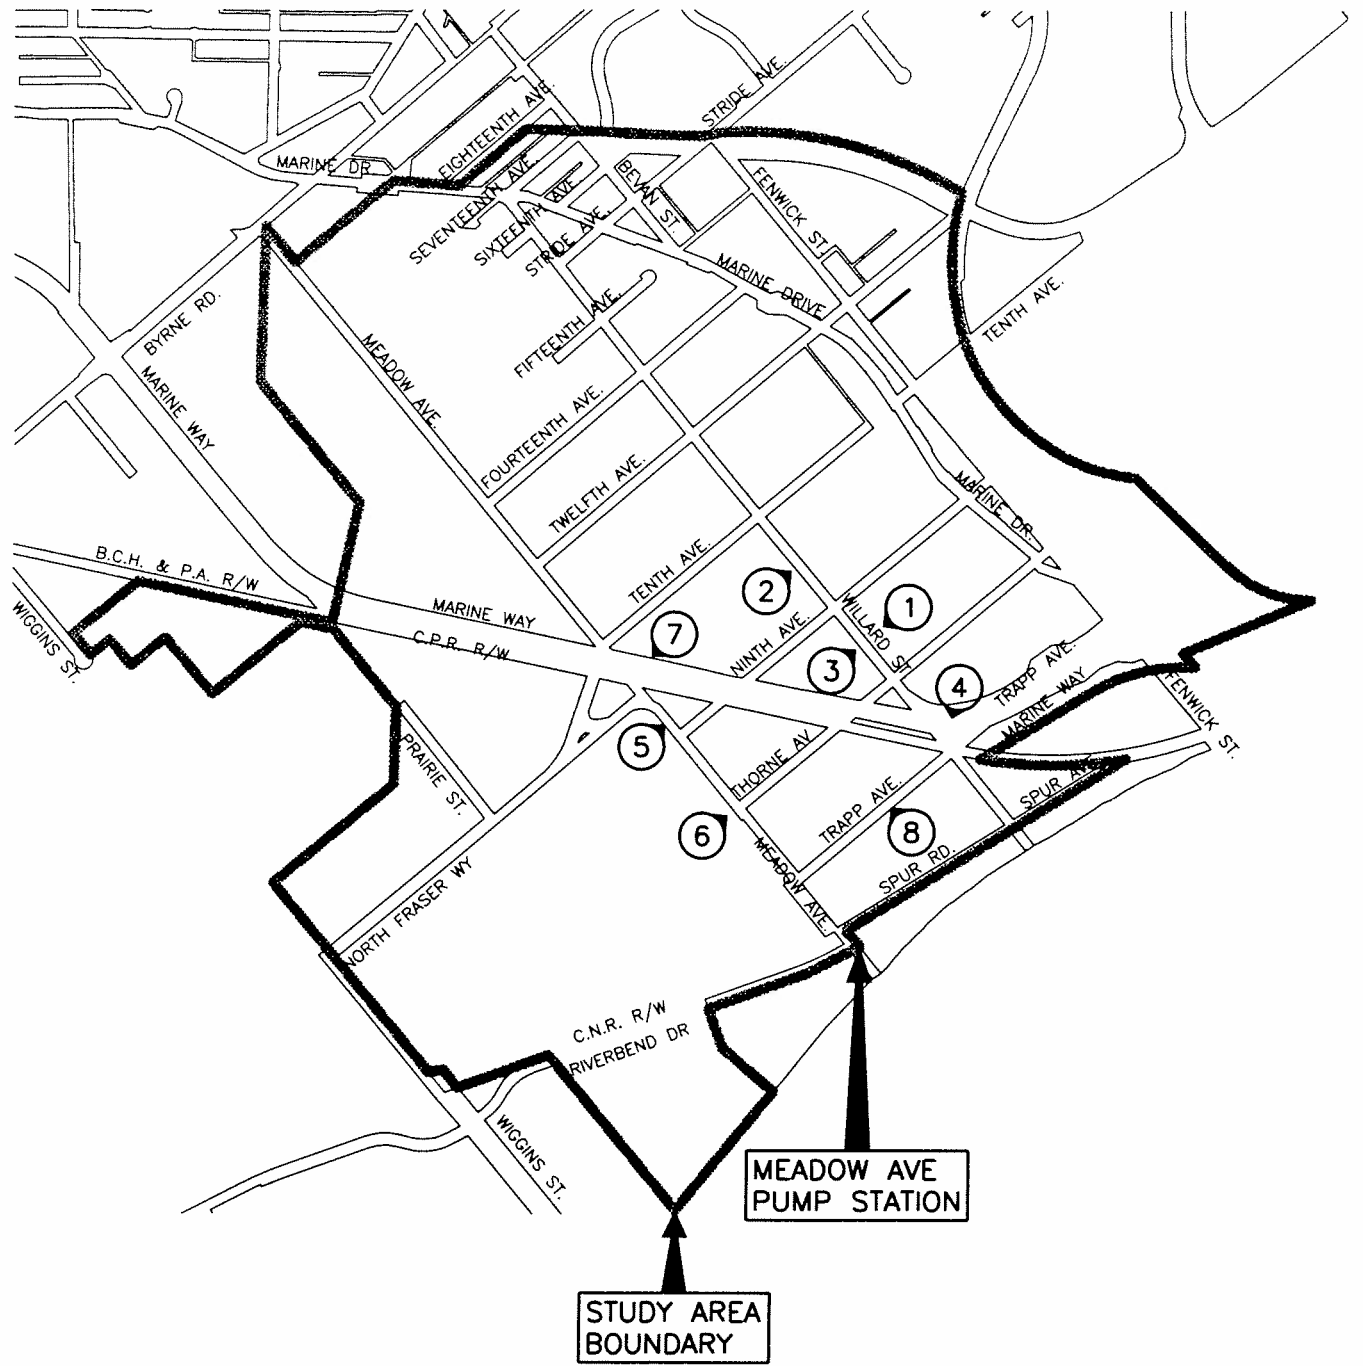 STRIDE AVE.
EIGHTEENTH AVE.
MARINE DR.
SEVENTEENTH AVE.
SIXTEENTH AVE
STRIDE AVE.
BEVAN ST.
FENWICK ST.
MARINE DRIVE
BYRNE RD.
FIFTEENTH AVE.
TENTH AVE.
MEADOW AVE.
MARINE WAY
FOURTEENTH AVE.
TWELFTH AVE.
MARINE DR.
B.C.H. & P.A. R/W
TENTH AVE.
WIGGINS ST.
MARINE WAY
C.P.R. R/W
2
1
WILLARD ST.
7
NINTH AVE.
3
4
TRAPP AVE.
MARINE WAY
FENWICK ST.
5
PRAIRIE ST.
THORNE AV
SPUR AVE
TRAPP AVE.
6
8
MEADOW AVE.
SPUR RD.
NORTH FRASER WY
C.N.R. R/W
RIVERBEND DR
WIGGINS ST.
MEADOW AVE
PUMP STATION
STUDY AREA
BOUNDARY